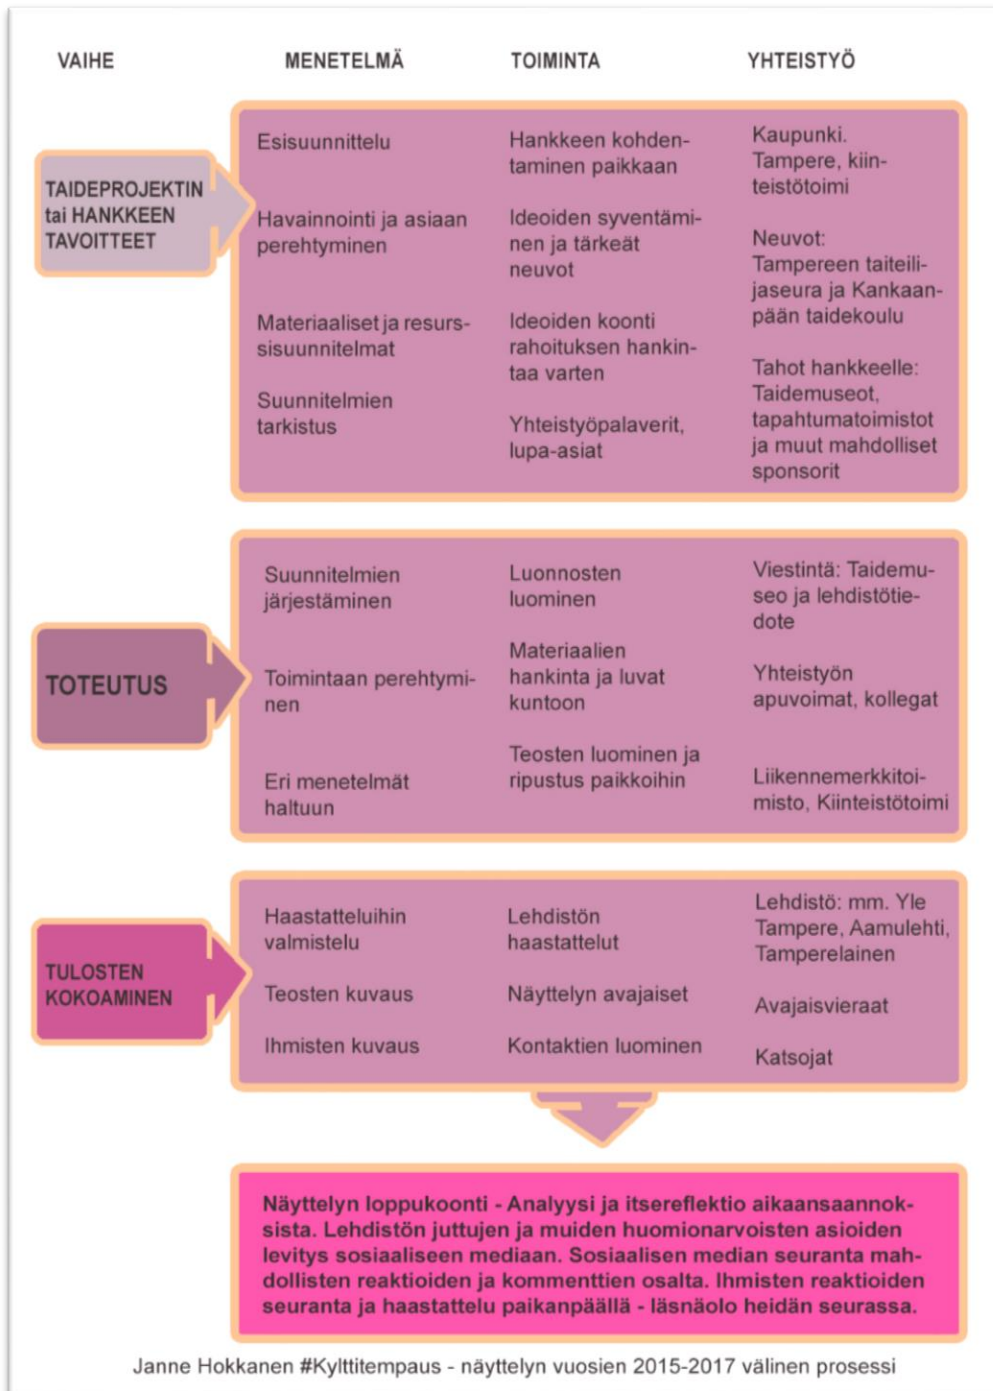 VAIHE
MENETELMÄ
TOIMINTA
YHTEISTYÖ
TAIDEPROJEKTIN
tai HANKKEEN
TAVOITTEET
Esisuunnittelu
Havainnointi ja asiaan
perehtyminen
Materiaaliset ja resurs-
sisuunnitelmat
Suunnitelmien
tarkistus
Hankkeen kohden-
taminen paikkaan
Ideoiden syventämi-
nen ja tärkeät
neuvot
Ideoiden koonti
rahoituksen hankin-
taa varten
Yhteistyöpalaverit,
lupa-asiat
Kaupunki.
Tampere, kiin-
teistötoimi
Neuvot:
Tampereen taiteili-
jaseura ja Kankaan-
pään taidekoulu
Tahot hankkeelle:
Taidemuseot,
tapahtumatoimistot
ja muut mahdolliset
sponsorit
TOTEUTUS
Suunnitelmien
järjestäminen
Toimintaan perehtymi-
nen
Eri menetelmät
haltuun
Luonnosten
luominen
Materiaalien
hankinta ja luvat
kuntoon
Teosten luominen ja
ripustus paikkoihin
Viestintä: Taidemu-
seo ja lehdistötie-
dote
Yhteistyön
apuvoimat, kollegat
Liikennemerkkitoi-
misto, Kiinteistötoimi
TULOSTEN
KOKOAMINEN
Haastatteluihin
valmistelu
Teosten kuvaus
Ihmisten kuvaus
Lehdistön
haastattelut
Näyttelyn avajaiset
Kontaktien luominen
Lehdistö: mm. Yle
Tampere, Aamulehti,
Tamperelainen
Avajaisvieraat
Katsojat
Näyttelyn loppukoonti - Analyysi ja itsereflektio aikaansaannok-
sista. Lehdistön juttujen ja muiden huomionarvoisten asioiden
levitys sosiaaliseen mediaan. Sosiaalisen median seuranta mah-
dollisten reaktioiden ja kommenttien osalta. Ihmisten reaktioiden
seuranta ja haastattelu paikanpäällä - läsnäolo heidän seurassa.
Janne Hokkanen #Kylttitempaus - näyttelyn vuosien 2015-2017 välinen prosessi